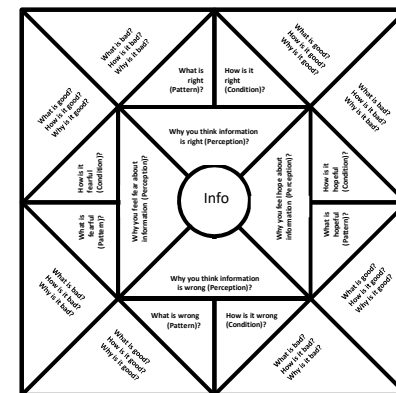 What is bad?
How is it bad?
Why is it bad?
What is good?
How is it good?
Why is it good?
What is good?
How is it good?
Why is it good?
What is bad?
How is it bad?
Why is it bad?
What is
right
(Pattern)?
How is it
right
(Condition)?
Why you think information
is right (Perception)?
How is it
fearful
(Condition)?
What is
fearful
(Pattern)?
Why you feel fear about
information (Perception)?
Info
Why you feel hope about
information (Perception)?
How is it
hopeful
(Condition)?
What is
hopeful
(Pattern)?
Why you think information
is wrong (Perception)?
What is wrong
(Pattern)?
How is it wrong
(Condition)?
What is bad?
How is it bad?
Why is it bad?
What is good?
How is it good?
Why is it good?
What is good?
How is it good?
Why is it good?
What is bad?
How is it bad?
Why is it bad?